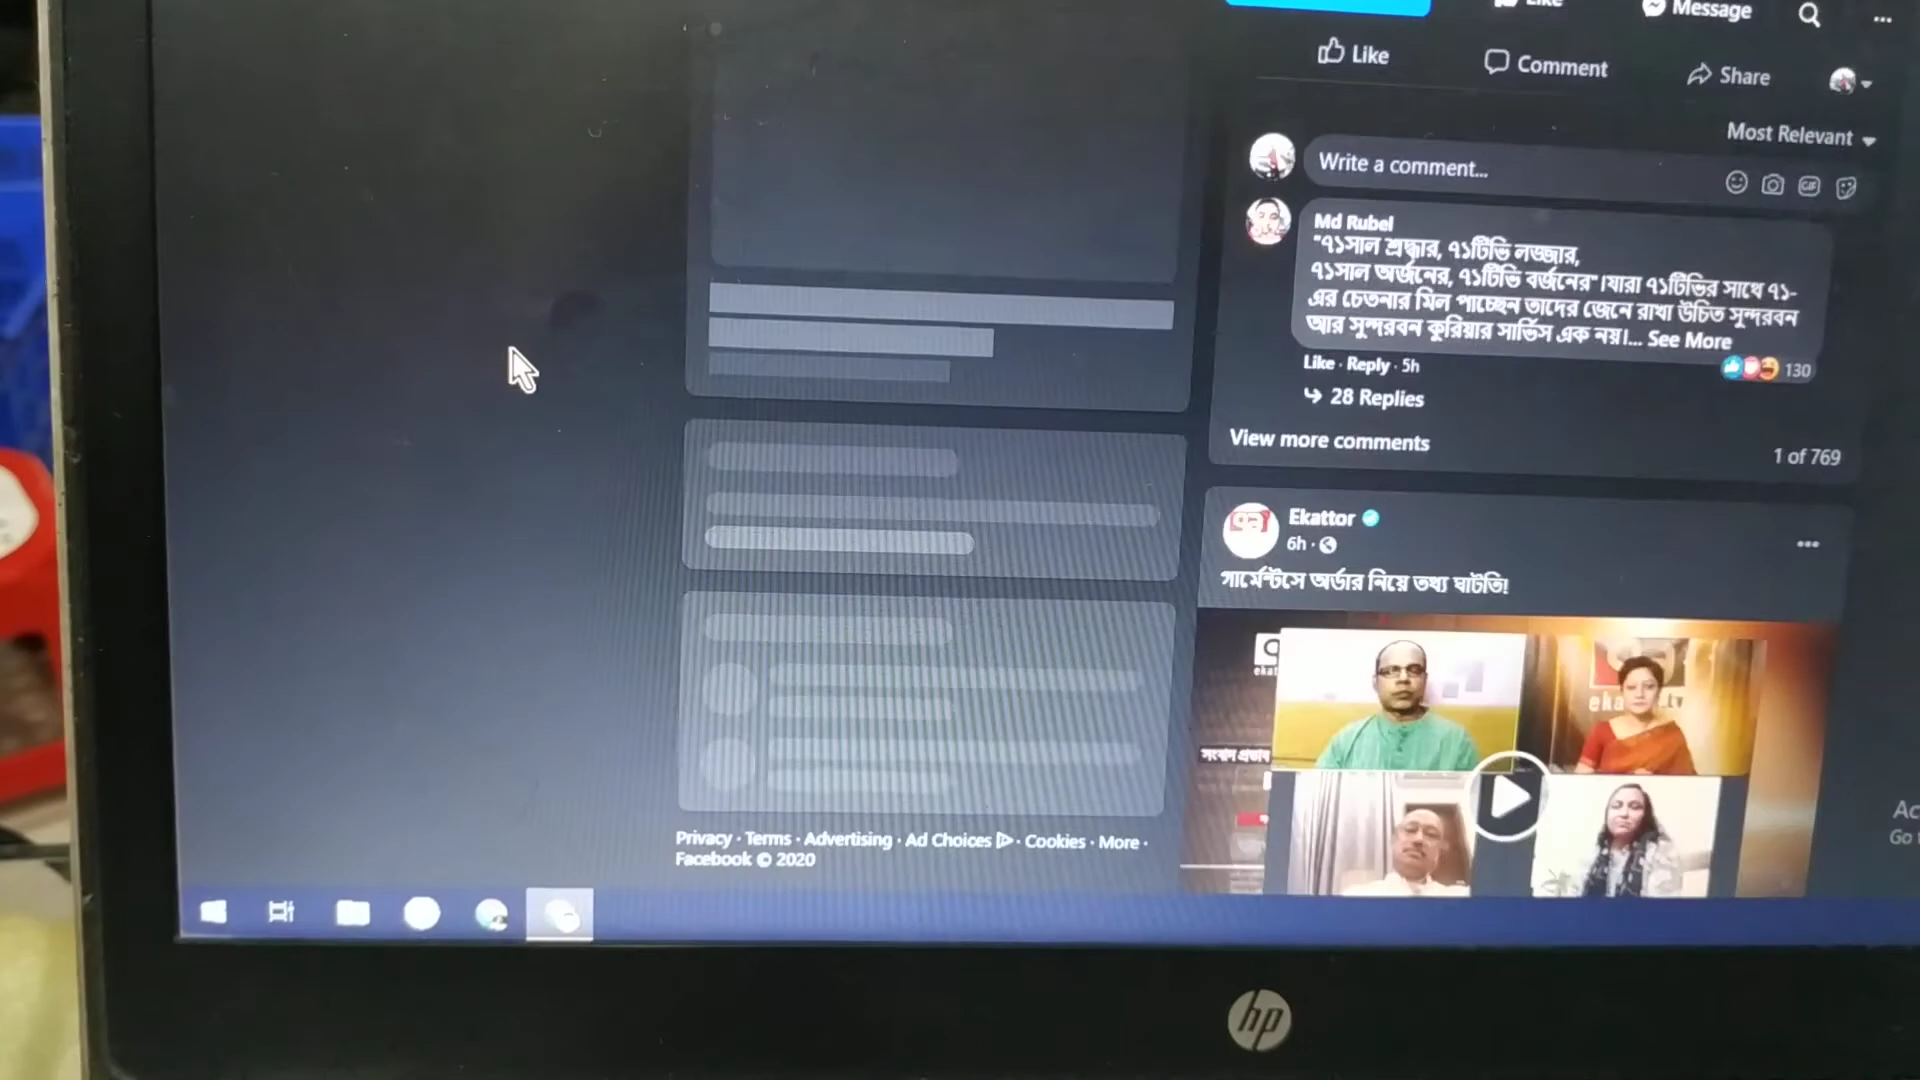 Like
Message
Like
Comment
Share
Most Relevant
Write a comment...
GIF
Md Rubel
"৭১সাল শ্রদ্ধার, ৭১টিভি লজ্জার,
৭১সাল অর্জনের, ৭১টিভি বর্জনের"।যারা ৭১টিভির সাথে ৭১-
এর চেতনার মিল পাচ্ছেন তাদের জেনে রাখা উচিত সুন্দরবন
আর সুন্দরবন কুরিয়ার সার্ভিস এক নয়।... See More
Like · Reply · 5h
130
28 Replies
View more comments
1 of 769
Ekattor
6h ·
গার্মেন্টসে অর্ডার নিয়ে তথ্য ঘাটতি!
সংবাদ
Privacy · Terms · Advertising · Ad Choices · Cookies · More ·
Facebook © 2020
hp